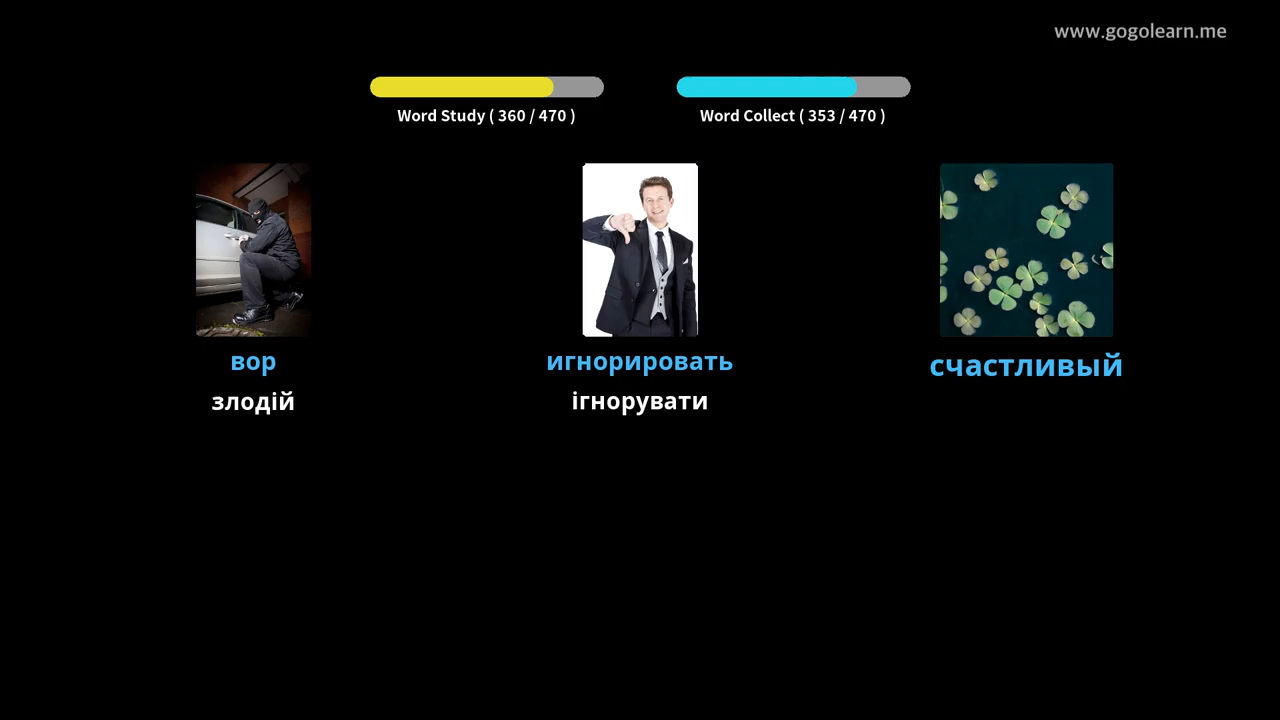 www.gogolearn.me
Word Study ( 360 / 470 )
Word Collect ( 353 / 470 )
вор
игнорировать
счастливый
злодій
ігнорувати